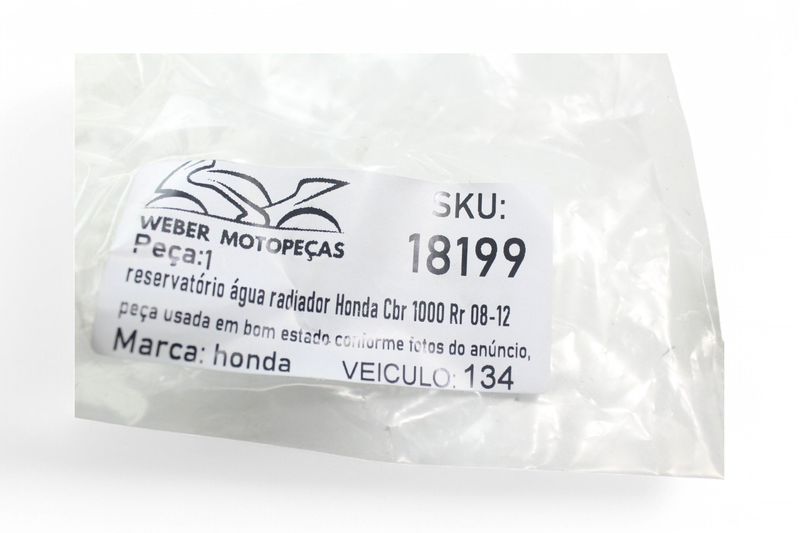 WEBER MOTOPEÇAS
SKU:
18199
Peça:1
reservatório água radiador Honda Cbr 1000 Rr 08-12
peça usada em bom estado conforme fotos do anúncio,
Marca: honda
VEICULO: 134